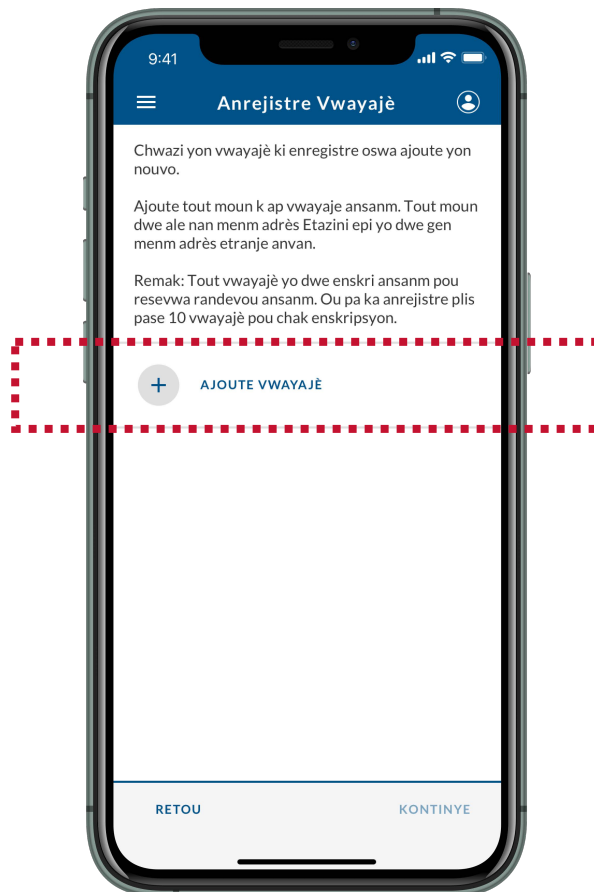 9:41
Anrejistre Vwayajè
Chwazi yon vwayajè ki enregistre oswa ajoute yon
nouvo.
Ajoute tout moun k ap vwayaje ansanm. Tout moun
dwe ale nan menm adrès Etazini epi yo dwe gen
menm adrès etranje anvan.
Remak: Tout vwayajè yo dwe enskri ansanm pou
resevwa randevou ansanm. Ou pa ka anrejistre plis
pase 10 vwayajè pou chak enskripsyon.
+ AJOUTE VWAYAJÈ
RETOU KONTINYE